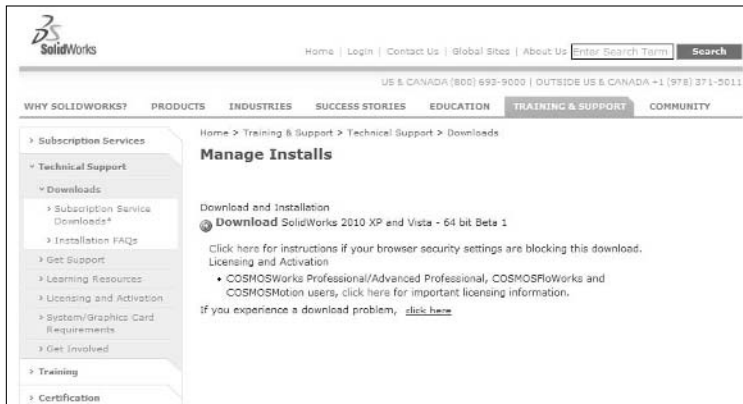 SolidWorks
Home | Login | Contact Us | Global Sites | About Us Enter Search Term Search
US & CANADA (800) 693-9000 | OUTSIDE US & CANADA +1 (978) 371-5011
WHY SOLIDWORKS? PRODUCTS INDUSTRIES SUCCESS STORIES EDUCATION TRAINING & SUPPORT COMMUNITY
Subscription Services
Technical Support
Downloads
Subscription Service
Downloads*
Installation FAQs
Get Support
Learning Resources
Licensing and Activation
System/Graphics Card
Requirements
Get Involved
Training
Certification
Home > Training & Support > Technical Support > Downloads
Manage Installs
Download and Installation
Download SolidWorks 2010 XP and Vista - 64 bit Beta 1
Click here for instructions if your browser security settings are blocking this download.
Licensing and Activation
• COSMOSWorks Professional/Advanced Professional, COSMOSFloWorks and
COSMOSMotion users, click here for important licensing information.
If you experience a download problem, click here